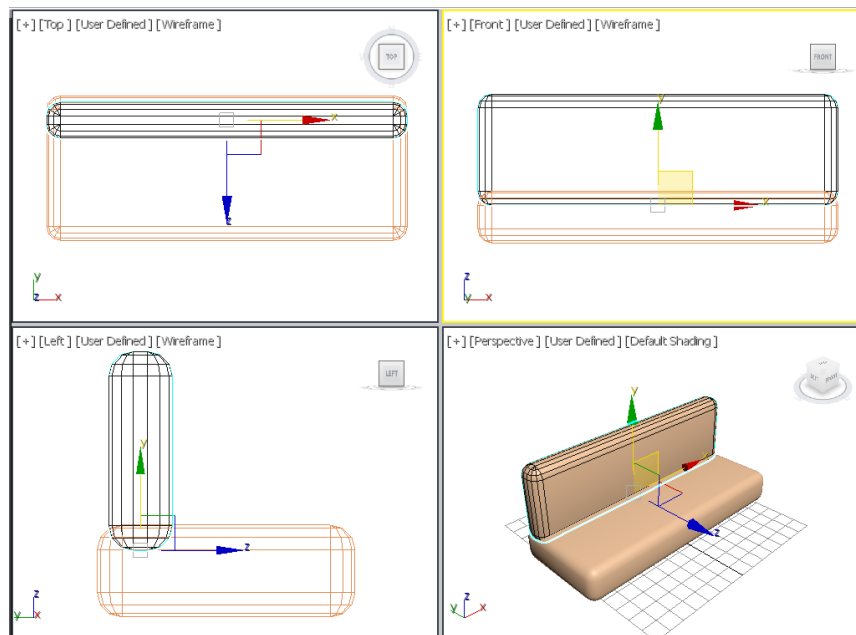 [+] [Top] [User Defined] [Wireframe]
TOP
x
z
y
z x
[+] [Front] [User Defined] [Wireframe]
FRONT
y
x
z
y x
[+] [Left] [User Defined] [Wireframe]
LEFT
y
z
z
y x
[+] [Perspective] [User Defined] [Default Shading]
y
x
z
z
y x